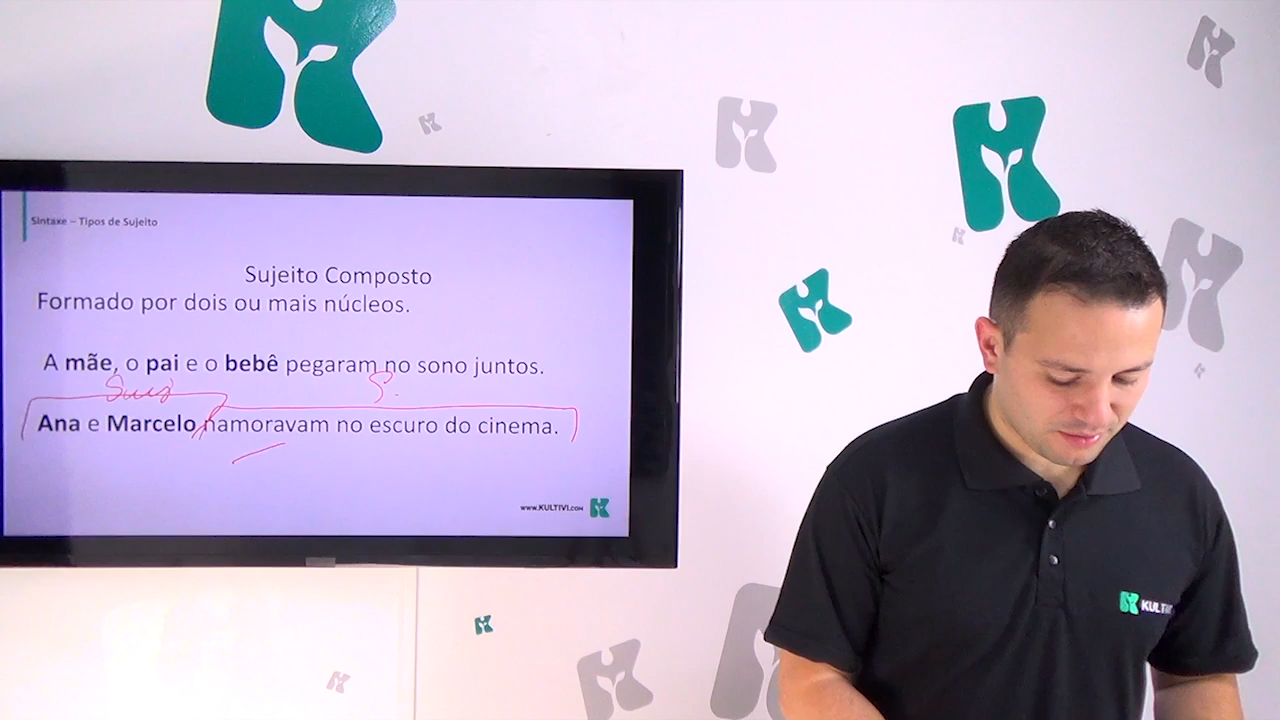 Sintaxe – Tipos de Sujeito
Sujeito Composto
Formado por dois ou mais núcleos.
A mãe, o pai e o bebê pegaram no sono juntos.
Ana e Marcelo namoravam no escuro do cinema.
www.KULTIVI.COM